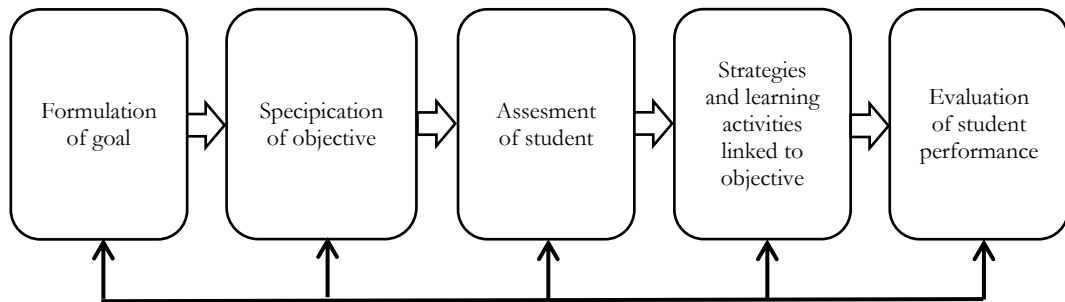 Formulation
of goal
Specipication
of objective
Assesment
of student
Strategies
and learning
activities
linked to
objective
Evaluation
of student
performance